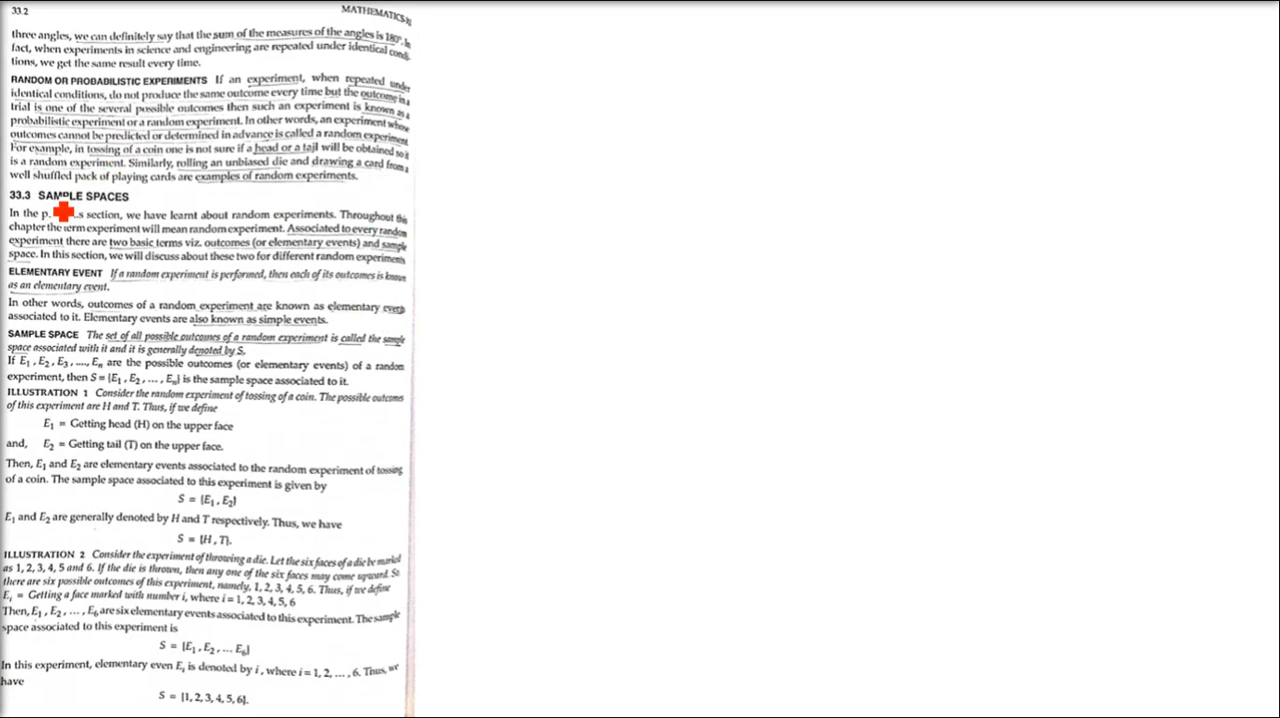 33.2
MATHEMATICS-XI
three angles, we can definitely say that the sum of the measures of the angles is 180°. In
fact, when experiments in science and engineering are repeated under identical condi-
tions, we get the same result every time.
RANDOM OR PROBABILISTIC EXPERIMENTS If an experiment, when repeated under
identical conditions, do not produce the same outcome every time but the outcome in a
trial is one of the several possible outcomes then such an experiment is known as a
probabilistic experiment or a random experiment. In other words, an experiment whose
outcomes cannot be predicted or determined in advance is called a random experiment.
For example, in tossing of a coin one is not sure if a head or a tail will be obtained so it
is a random experiment. Similarly, rolling an unbiased die and drawing a card from a
well shuffled pack of playing cards are examples of random experiments.
33.3 SAMPLE SPACES
In the p. s section, we have learnt about random experiments. Throughout this
chapter the term experiment will mean random experiment. Associated to every random
experiment there are two basic terms viz. outcomes (or elementary events) and sample
space. In this section, we will discuss about these two for different random experiments
ELEMENTARY EVENT If a random experiment is performed, then each of its outcomes is known
as an elementary event.
In other words, outcomes of a random experiment are known as elementary events
associated to it. Elementary events are also known as simple events.
SAMPLE SPACE The set of all possible outcomes of a random experiment is called the sample
space associated with it and it is generally denoted by S.
If E₁, E₂, E₃, ...., Eₙ are the possible outcomes (or elementary events) of a random
experiment, then S = {E₁, E₂, ..., Eₙ} is the sample space associated to it.
ILLUSTRATION 1 Consider the random experiment of tossing of a coin. The possible outcomes
of this experiment are H and T. Thus, if we define
E₁ = Getting head (H) on the upper face
and, E₂ = Getting tail (T) on the upper face.
Then, E₁ and E₂ are elementary events associated to the random experiment of tossing
of a coin. The sample space associated to this experiment is given by
S = {E₁, E₂}
E₁ and E₂ are generally denoted by H and T respectively. Thus, we have
S = {H, T}.
ILLUSTRATION 2 Consider the experiment of throwing a die. Let the six faces of a die be marked
as 1, 2, 3, 4, 5 and 6. If the die is thrown, then any one of the six faces may come upward. So
there are six possible outcomes of this experiment, namely, 1, 2, 3, 4, 5, 6. Thus, if we define
Eᵢ = Getting a face marked with number i, where i = 1, 2, 3, 4, 5, 6
Then, E₁, E₂, ..., E₆ are six elementary events associated to this experiment. The sample
space associated to this experiment is
S = {E₁, E₂, ... E₆}
In this experiment, elementary even Eᵢ is denoted by i, where i = 1, 2, ..., 6. Thus, we
have
S = {1, 2, 3, 4, 5, 6}.